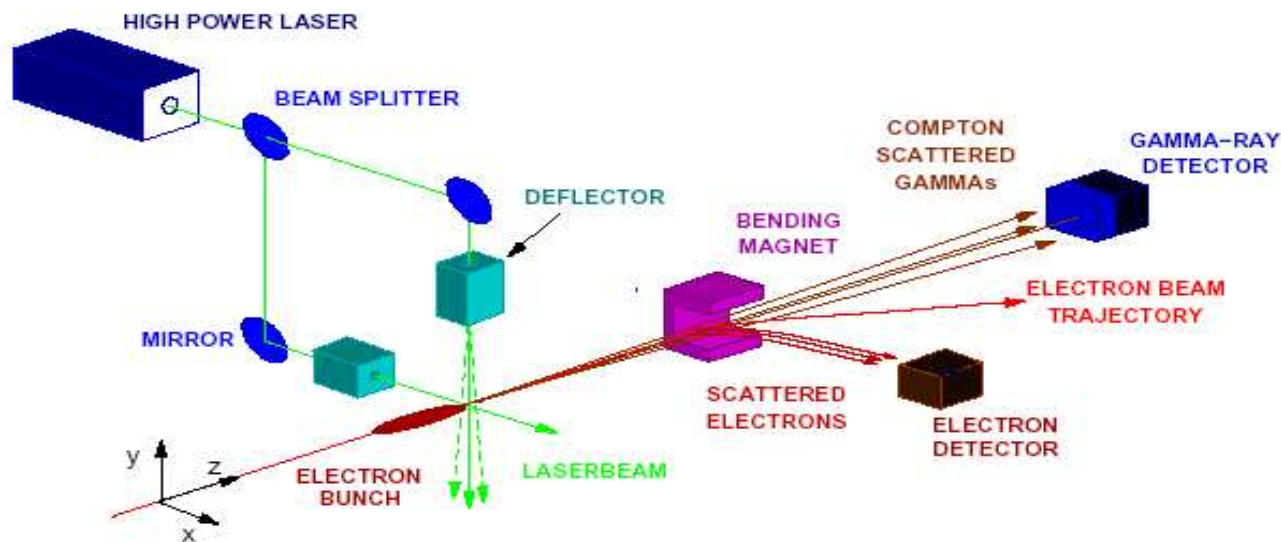 HIGH POWER LASER
BEAM SPLITTER
COMPTON
SCATTERED
GAMMAs
GAMMA-RAY
DETECTOR
DEFLECTOR
BENDING
MAGNET
ELECTRON BEAM
TRAJECTORY
MIRROR
SCATTERED
ELECTRONS
ELECTRON
DETECTOR
y
z
x
ELECTRON
BUNCH
LASERBEAM